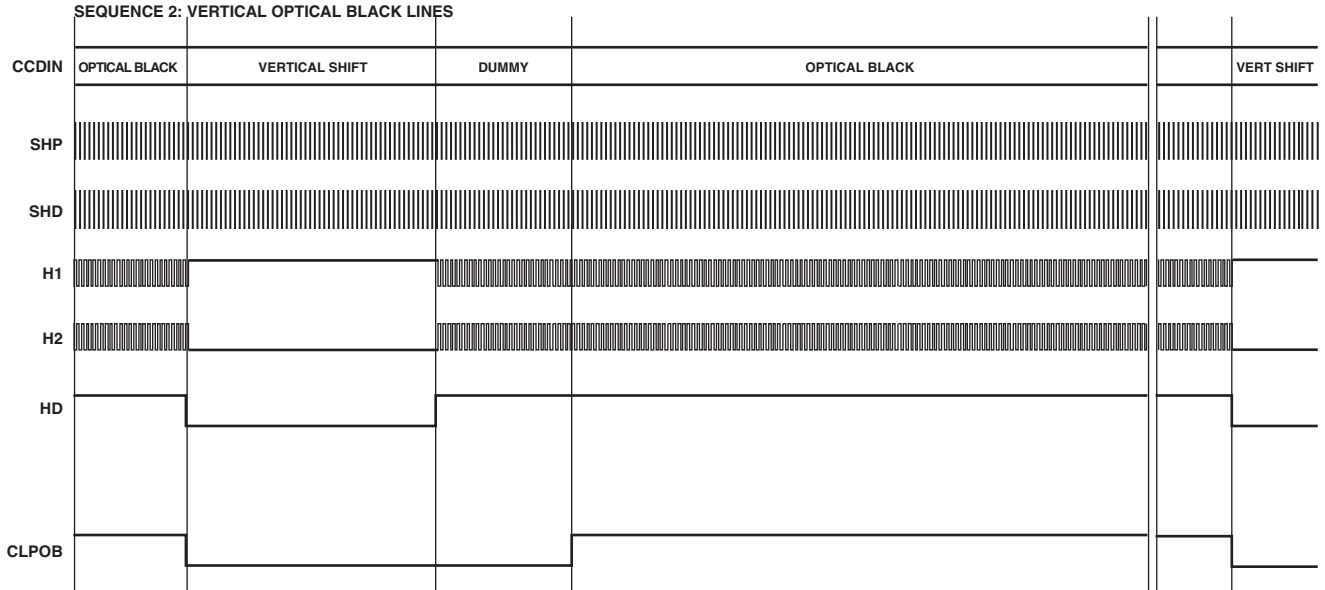 SEQUENCE 2: VERTICAL OPTICAL BLACK LINES
CCDIN OPTICAL BLACK VERTICAL SHIFT DUMMY OPTICAL BLACK VERT SHIFT
SHP
SHD
H1
H2
HD
CLPOB